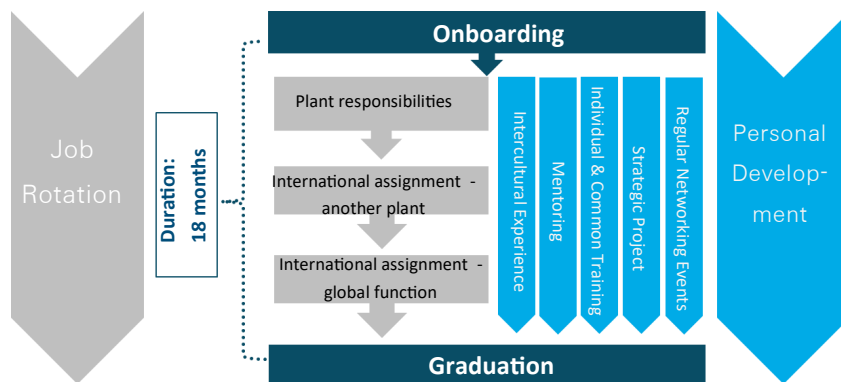 Onboarding
Job
Rotation
Duration:
18 months
Plant responsibilities
International assignment -
another plant
International assignment -
global function
Intercultural Experience
Mentoring
Individual & Common Training
Strategic Project
Regular Networking Events
Personal
Develop-
ment
Graduation